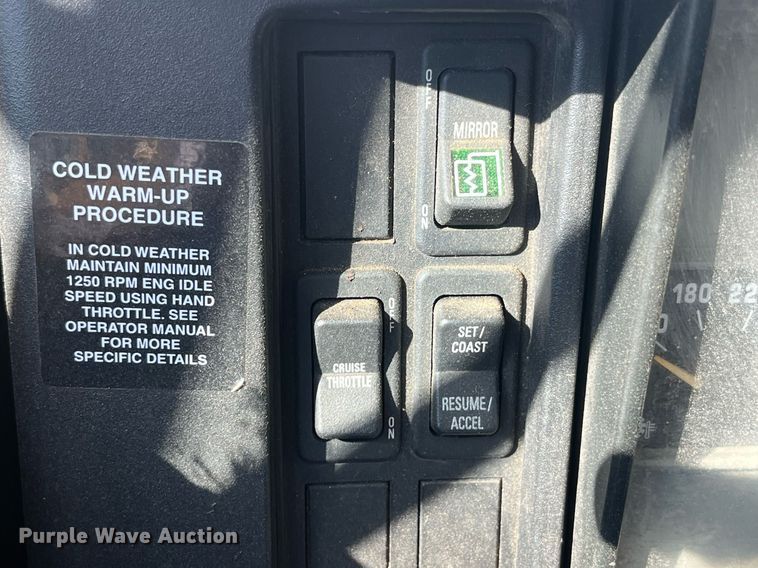 COLD WEATHER
WARM-UP
PROCEDURE
IN COLD WEATHER
MAINTAIN MINIMUM
1250 RPM ENG IDLE
SPEED USING HAND
THROTTLE. SEE
OPERATOR MANUAL
FOR MORE
SPECIFIC DETAILS
OFF
MIRROR
ON
OFF
CRUISE
THROTTLE
ON
SET/
COAST
RESUME/
ACCEL
180
Purple Wave Auction®